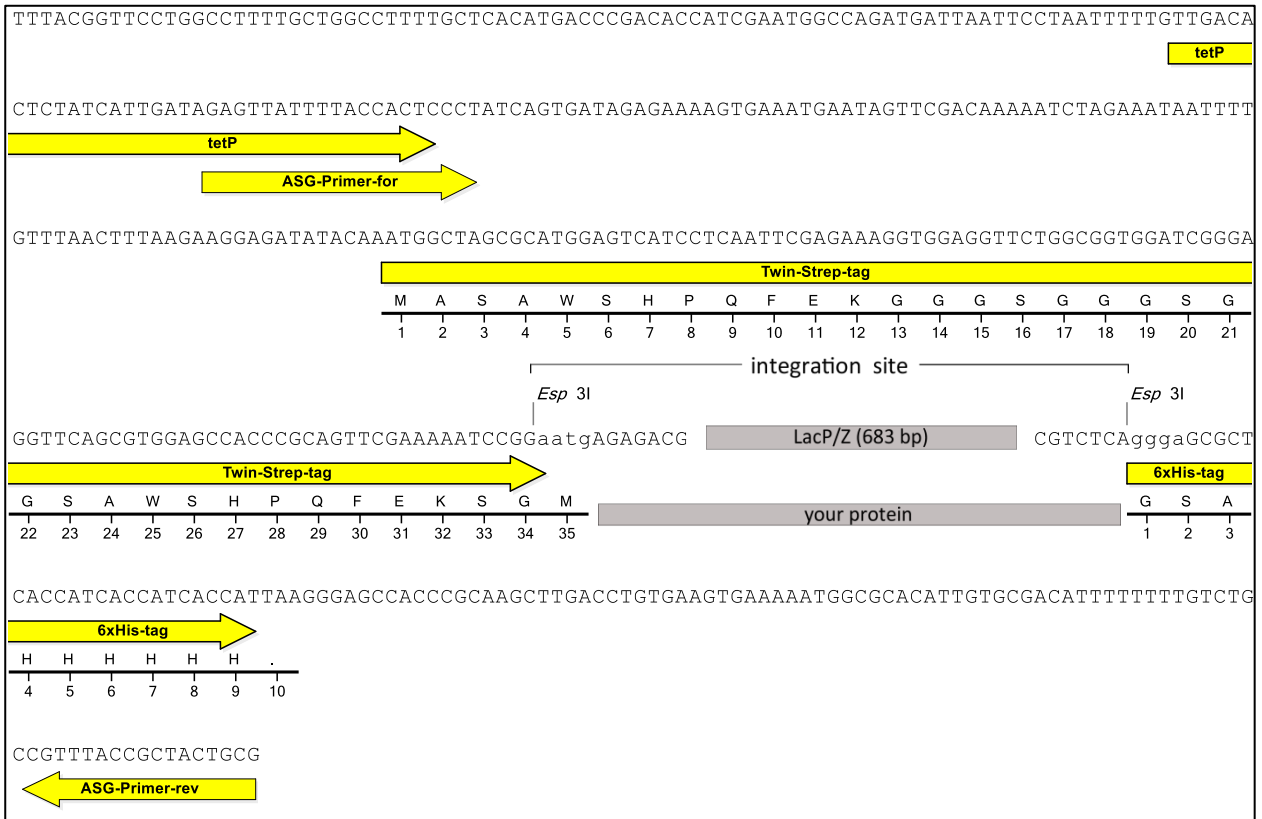 TTTACGGTTCCTGGCCTTTTGCTGGCCTTTTGCTCACATGACCCGACACCATCGAATGGCCAGATGATTAATTCCTAATTTTTGTTGACA
tetP
CTCTATCATTGATAGAGTTATTTTACCACTCCCTATCAGTGATAGAGAAAAGTGAAATGAATAGTTCGACAAAAATCTAGAAATAATTTT
tetP
ASG-Primer-for
GTTTAACTTTAAGAAGGAGATATACAAATGGCTAGCGCATGGAGTCATCCTCAATTCGAGAAAGGTGGAGGTTCTGGCGGTGGATCGGGA
Twin-Strep-tag
M A S A W S H P Q F E K G G G S G G G S G
1 2 3 4 5 6 7 8 9 10 11 12 13 14 15 16 17 18 19 20 21
integration site
Esp 3I Esp 3I
GGTTCAGCGTGGAGCCACCCGCAGTTCGAAAAATCCGGaatgAGAGACG LacP/Z (683 bp) CGTCTCAgggaGCGCT
Twin-Strep-tag 6xHis-tag
G S A W S H P Q F E K S G M your protein G S A
22 23 24 25 26 27 28 29 30 31 32 33 34 35 1 2 3
CACCATCACCATCACCATTAAGGGAGCCACCCGCAAGCTTGACCTGTGAAGTGAAAAATGGCGCACATTGTGCGACATTTTTTTTGTCTG
6xHis-tag
H H H H H H .
4 5 6 7 8 9 10
CCGTTTACCGCTACTGCG
ASG-Primer-rev